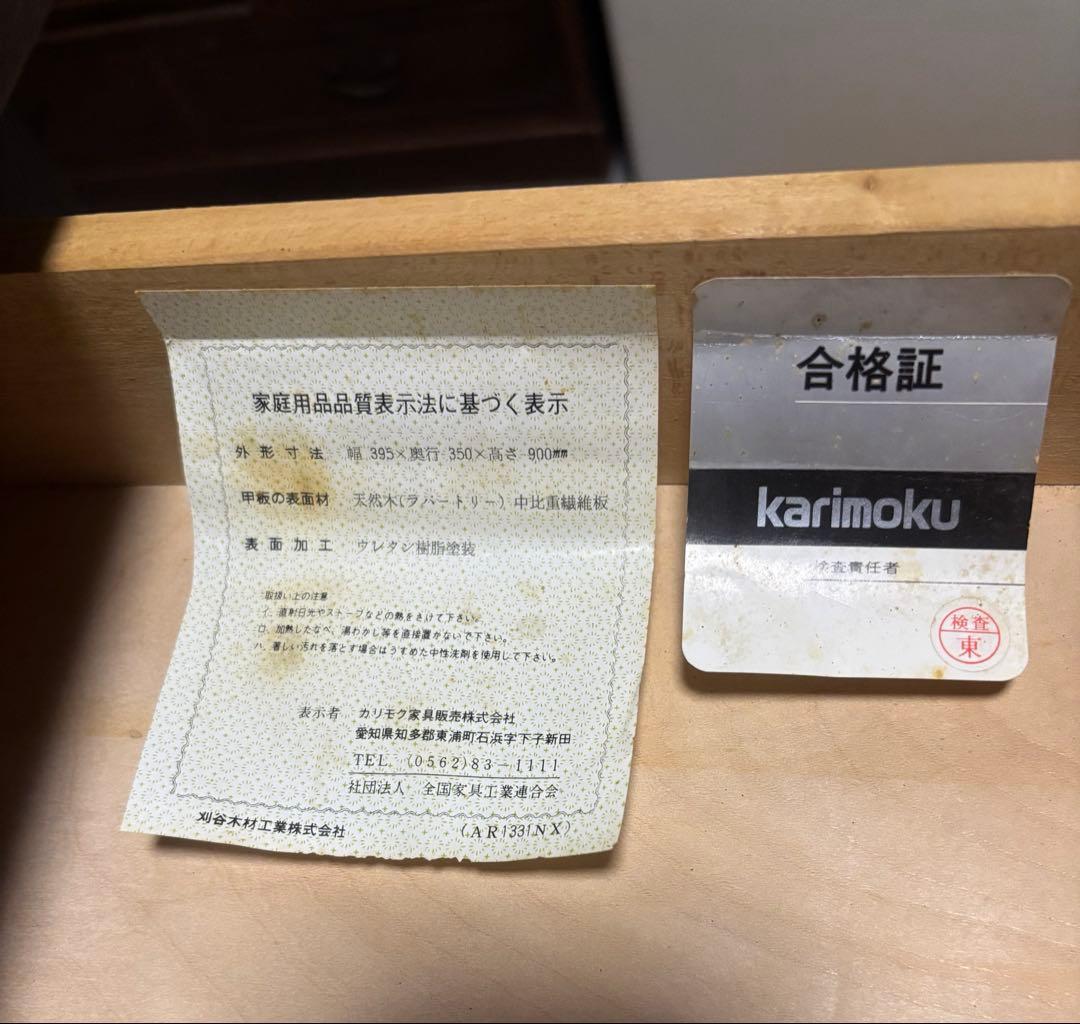 家庭用品品質表示法に基づく表示
外形寸法 幅 395×奥行 350×高さ 900mm
甲板の表面材 天然木(ラバートリー) 中比重繊維板
表面加工 ウレタン樹脂塗装
取扱い上の注意
イ、直射日光やストーブなどの熱をさけて下さい。
ロ、加熱したなべ、湯わかし等を直接置かないで下さい。
ハ、著しい汚れを落とす場合はうすめた中性洗剤を使用して下さい。
表示者 カリモク家具販売株式会社
愛知県知多郡東浦町石浜字下子新田
TEL. (0562)83-1111
社団法人 全国家具工業連合会
刈谷木材工業株式会社 (AR1331NX)
合格証
karimoku
検査責任者
検査
東